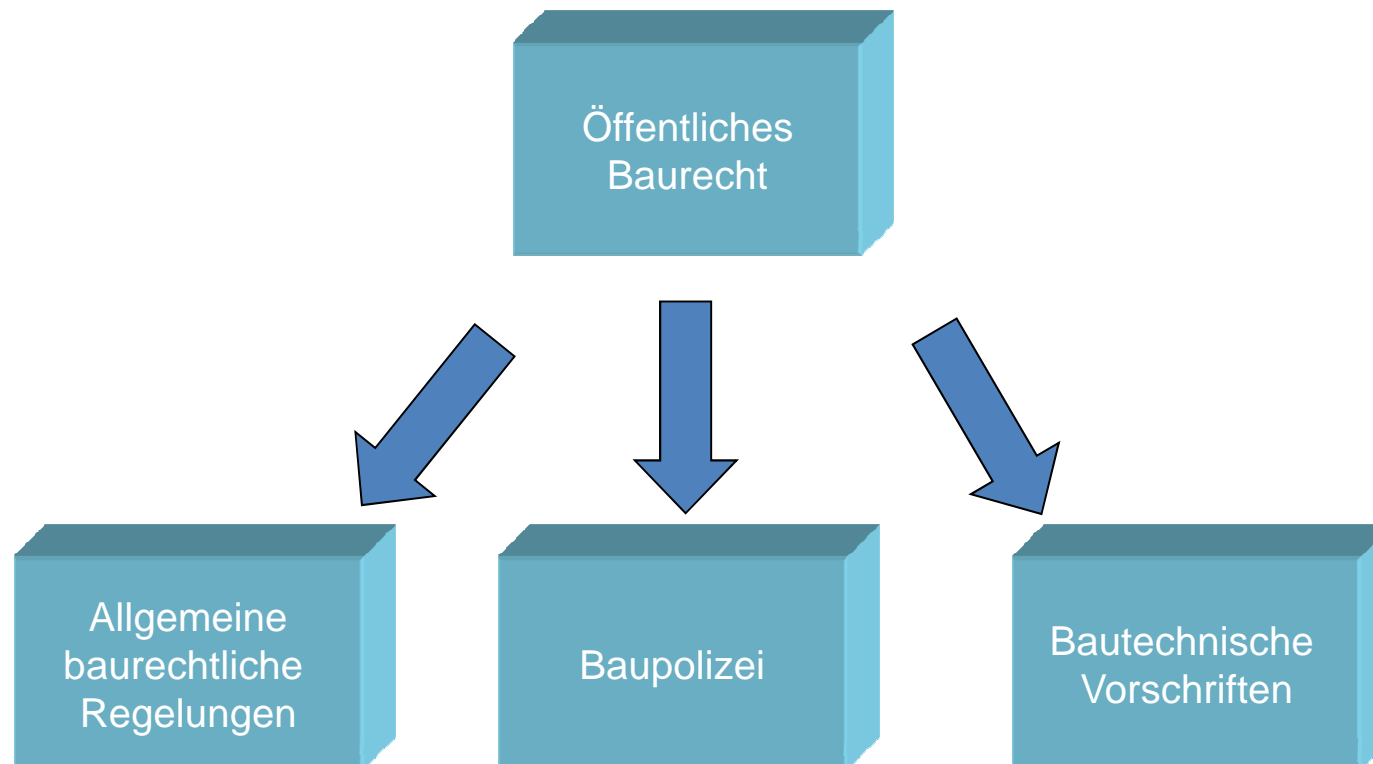 Öffentliches
Baurecht
Allgemeine
baurechtliche
Regelungen
Baupolizei
Bautechnische
Vorschriften